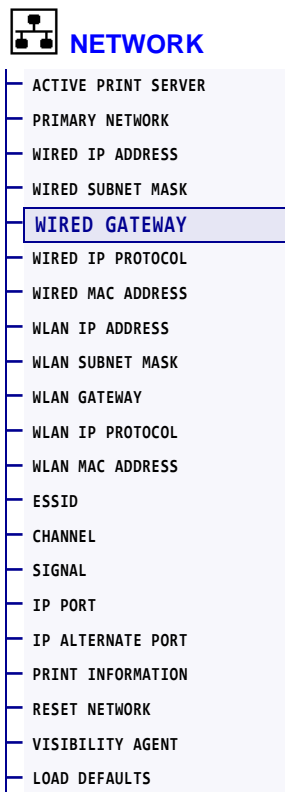 NETWORK
ACTIVE PRINT SERVER
PRIMARY NETWORK
WIRED IP ADDRESS
WIRED SUBNET MASK
WIRED GATEWAY
WIRED IP PROTOCOL
WIRED MAC ADDRESS
WLAN IP ADDRESS
WLAN SUBNET MASK
WLAN GATEWAY
WLAN IP PROTOCOL
WLAN MAC ADDRESS
ESSID
CHANNEL
SIGNAL
IP PORT
IP ALTERNATE PORT
PRINT INFORMATION
RESET NETWORK
VISIBILITY AGENT
LOAD DEFAULTS